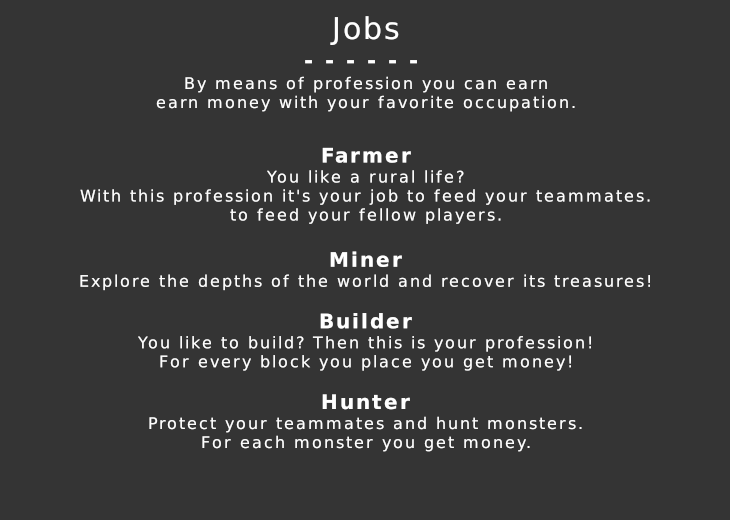 Jobs
- - - - - -
By means of profession you can earn
earn money with your favorite occupation.
Farmer
You like a rural life?
With this profession it's your job to feed your teammates.
to feed your fellow players.
Miner
Explore the depths of the world and recover its treasures!
Builder
You like to build? Then this is your profession!
For every block you place you get money!
Hunter
Protect your teammates and hunt monsters.
For each monster you get money.